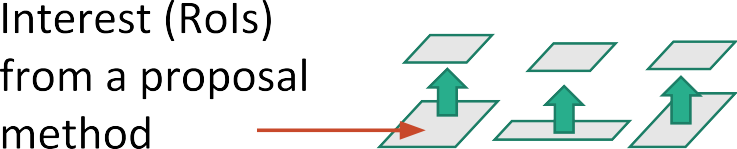 Interest (RoIs)
from a proposal
method